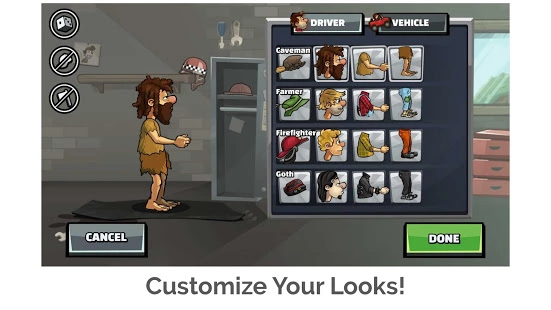 DRIVER
VEHICLE
Caveman
Farmer
Firefighter
Goth
CANCEL
DONE
Customize Your Looks!